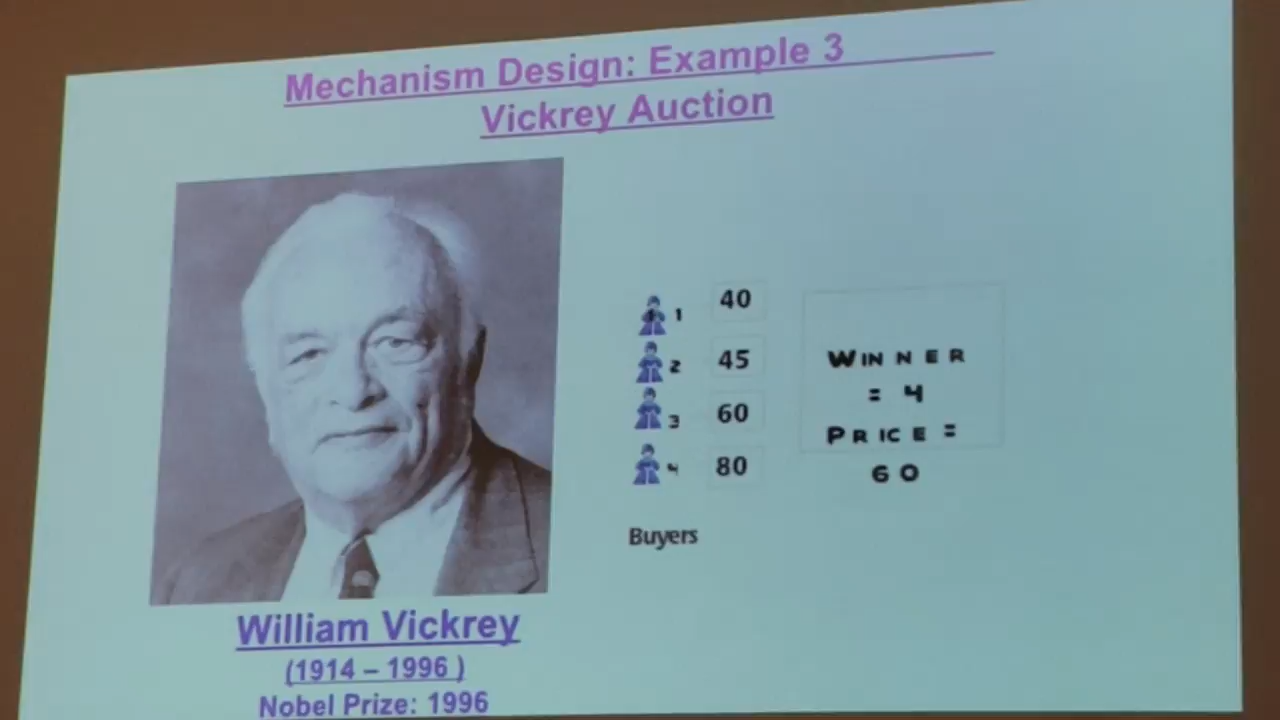 Mechanism Design: Example 3
Vickrey Auction
1 40
2 45
3 60
4 80
Buyers
WINNER
= 4
PRICE =
60
William Vickrey
(1914 – 1996 )
Nobel Prize: 1996